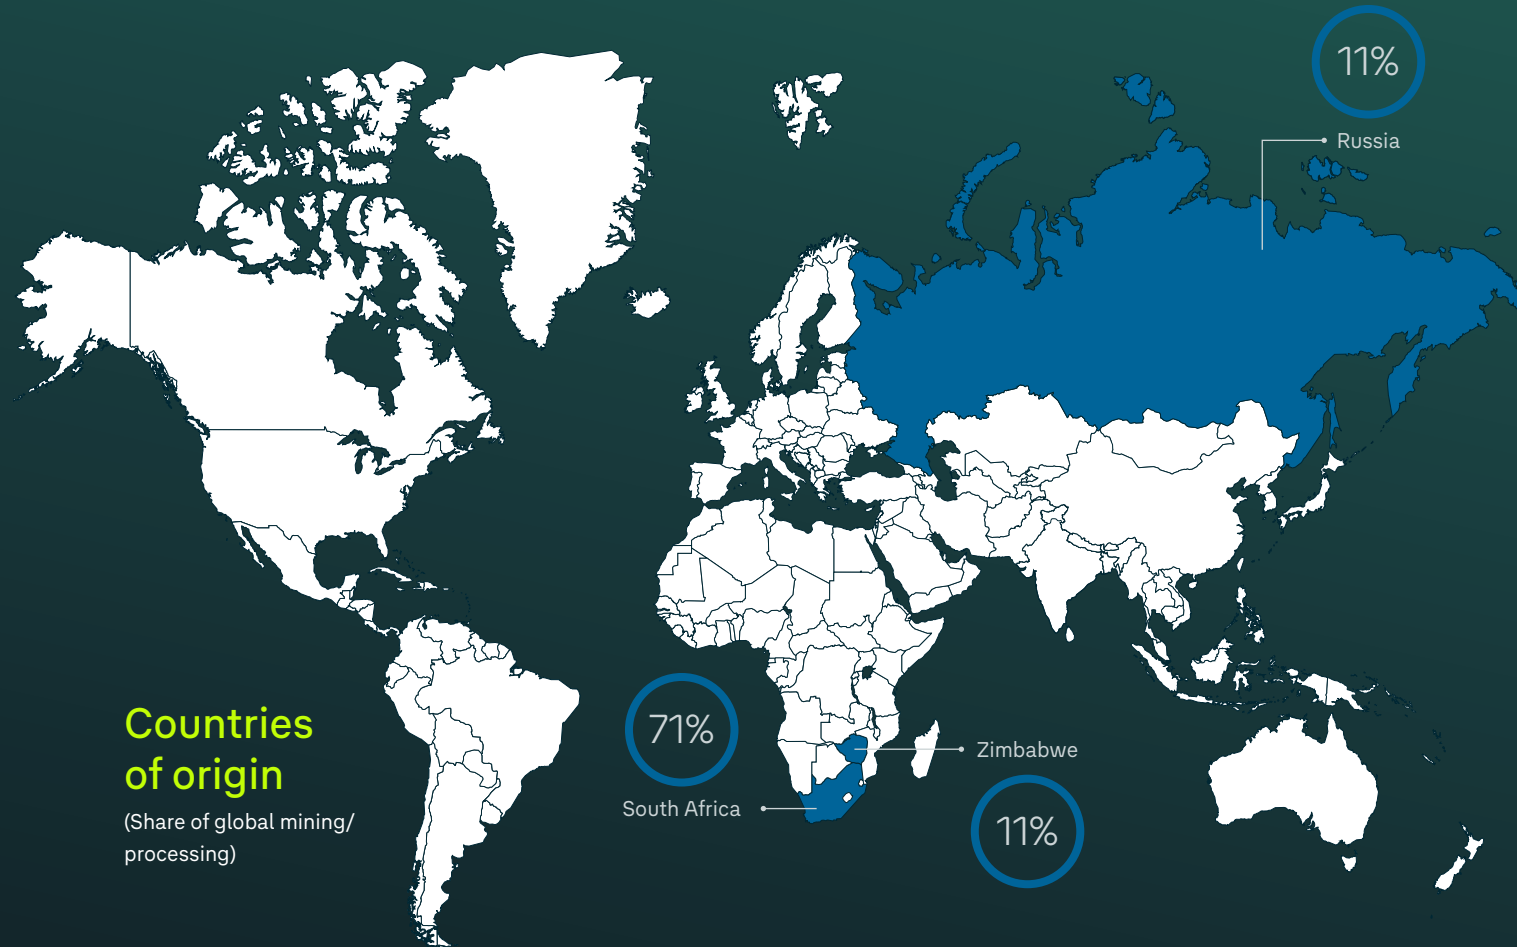 11%
Russia
Countries
of origin
(Share of global mining/
processing)
71%
South Africa
Zimbabwe
11%